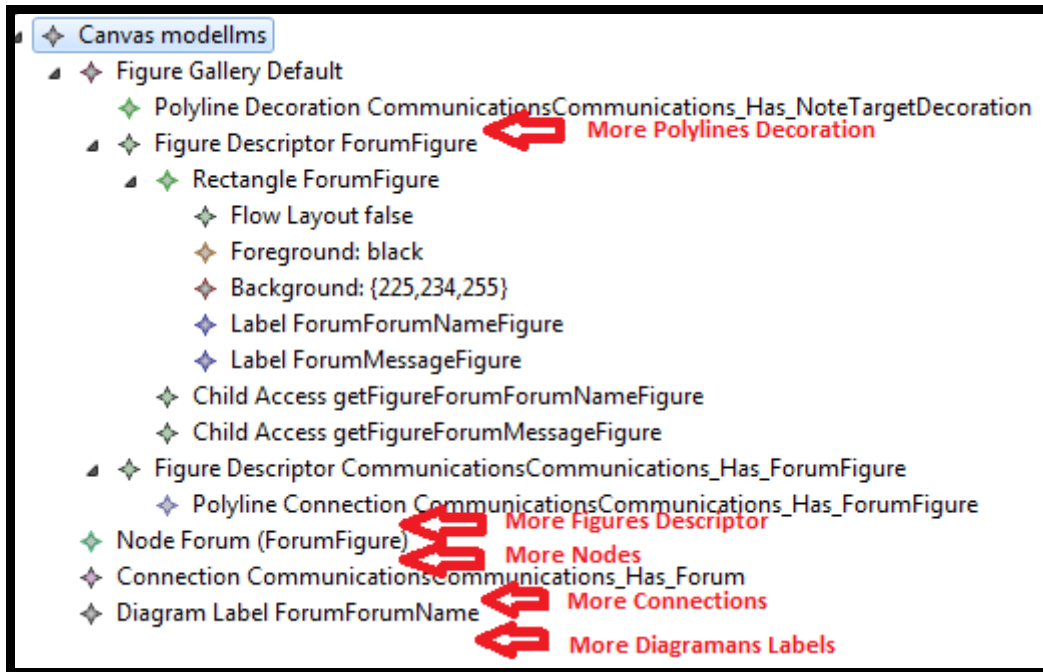 Canvas modellms
Figure Gallery Default
Polyline Decoration CommunicationsCommunications_Has_NoteTargetDecoration
More Polylines Decoration
Figure Descriptor ForumFigure
Rectangle ForumFigure
Flow Layout false
Foreground: black
Background: {225,234,255}
Label ForumForumNameFigure
Label ForumMessageFigure
Child Access getFigureForumForumNameFigure
Child Access getFigureForumMessageFigure
Figure Descriptor CommunicationsCommunications_Has_ForumFigure
Polyline Connection CommunicationsCommunications_Has_ForumFigure
More Figures Descriptor
Node Forum (ForumFigure)
More Nodes
Connection CommunicationsCommunications_Has_Forum
More Connections
Diagram Label ForumForumName
More Diagramans Labels